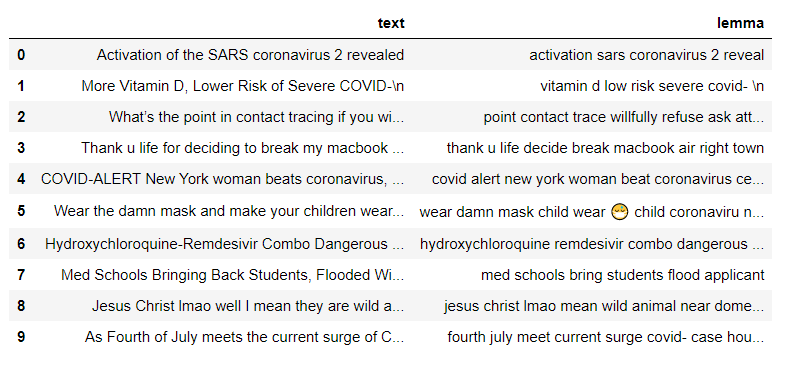 text lemma
0 Activation of the SARS coronavirus 2 revealed activation sars coronavirus 2 reveal
1 More Vitamin D, Lower Risk of Severe COVID-\n vitamin d low risk severe covid- \n
2 What’s the point in contact tracing if you wi... point contact trace willfully refuse ask att...
3 Thank u life for deciding to break my macbook ... thank u life decide break macbook air right town
4 COVID-ALERT New York woman beats coronavirus, ... covid alert new york woman beat coronavirus ce...
5 Wear the damn mask and make your children wear... wear damn mask child wear 😷 child coronaviru n...
6 Hydroxychloroquine-Remdesivir Combo Dangerous ... hydroxychloroquine remdesivir combo dangerous ...
7 Med Schools Bringing Back Students, Flooded Wi... med schools bring students flood applicant
8 Jesus Christ lmao well I mean they are wild a... jesus christ lmao mean wild animal near dome...
9 As Fourth of July meets the current surge of C... fourth july meet current surge covid- case hou...